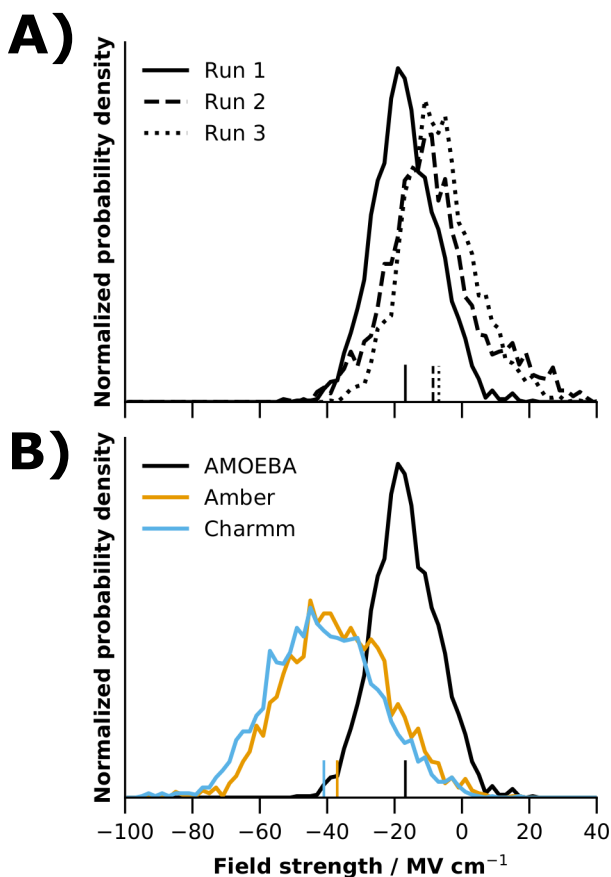 A)
Normalized probability density
Run 1
Run 2
Run 3
B)
Normalized probability density
AMOEBA
Amber
Charmm
−100 −80 −60 −40 −20 0 20 40
Field strength / MV cm⁻¹